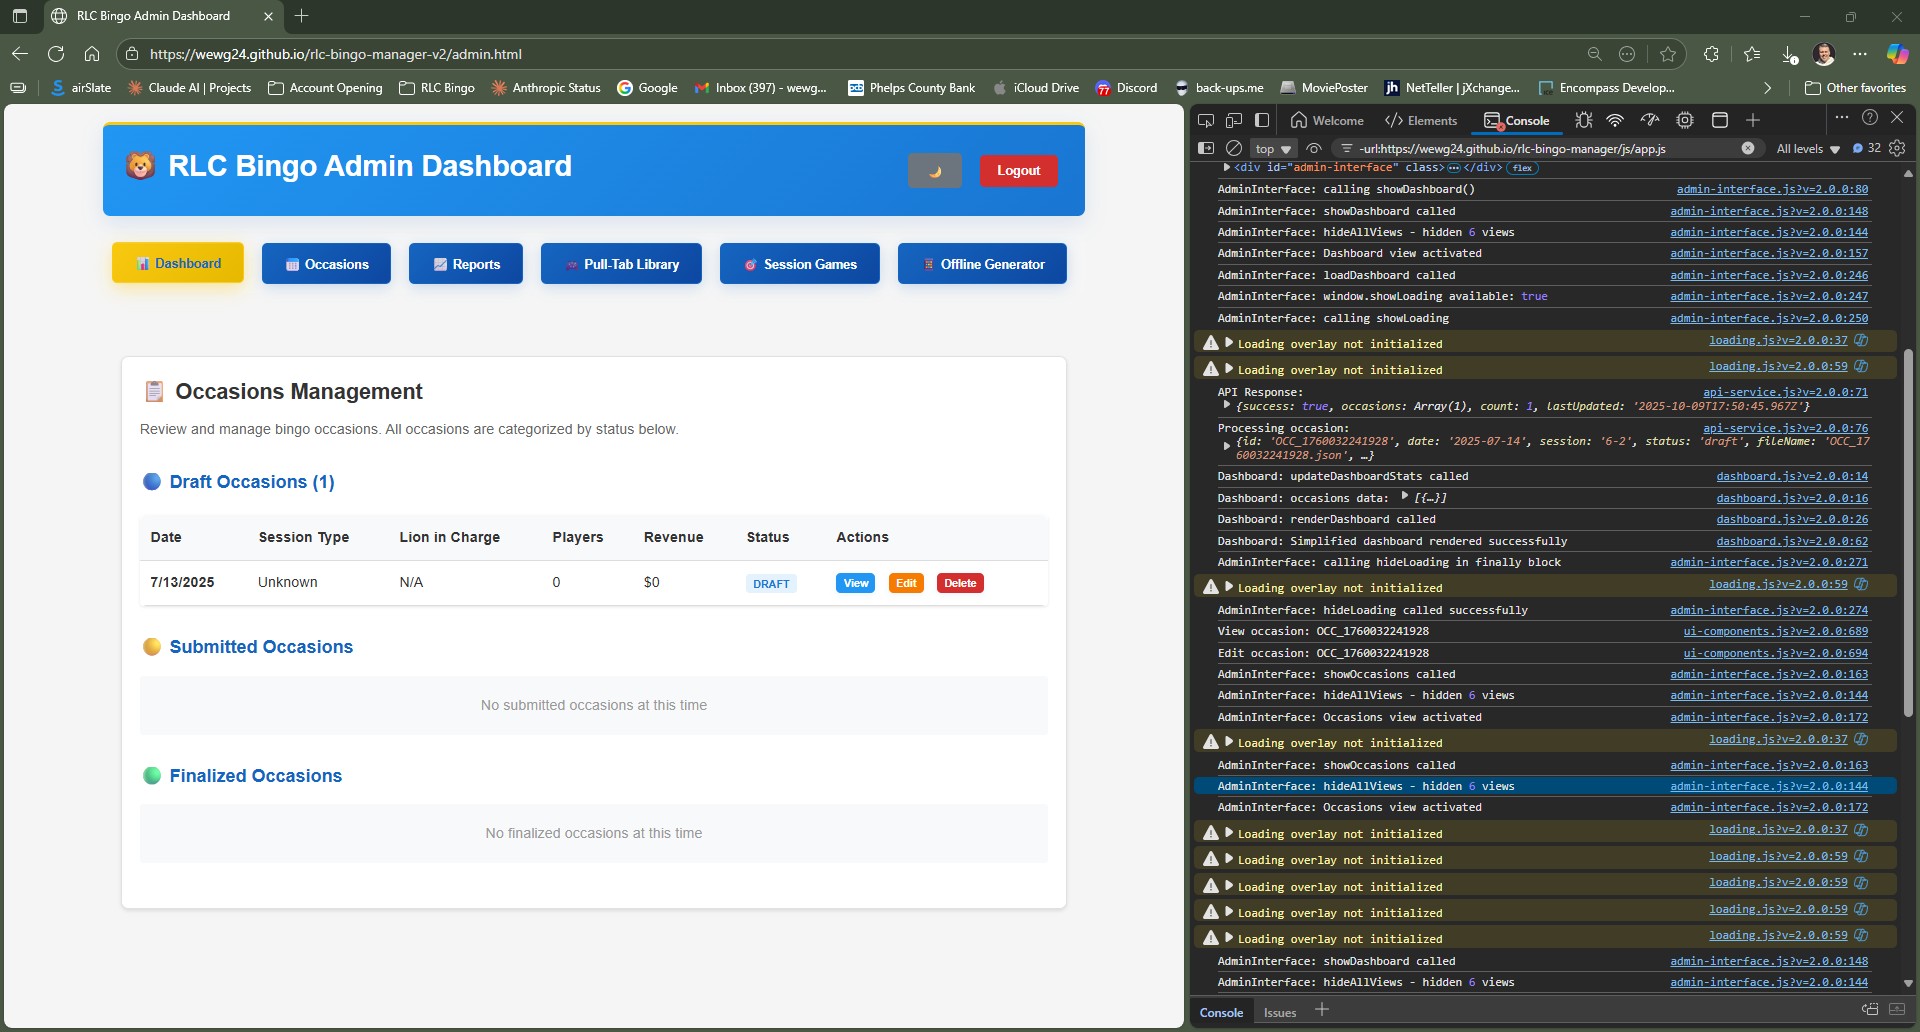 RLC Bingo Admin Dashboard
https://wewg24.github.io/rlc-bingo-manager-v2/admin.html
airSlate
Claude AI | Projects
Account Opening
RLC Bingo
Anthropic Status
Google
Inbox (397) - wewg...
Phelps County Bank
iCloud Drive
Discord
back-ups.me
MoviePoster
NetTeller | jXchange...
Encompass Develop...
Other favorites
RLC Bingo Admin Dashboard
Logout
Dashboard
Occasions
Reports
Pull-Tab Library
Session Games
Offline Generator
Occasions Management
Review and manage bingo occasions. All occasions are categorized by status below.
Draft Occasions (1)
Date Session Type Lion in Charge Players Revenue Status Actions
7/13/2025 Unknown N/A 0 $0 DRAFT View Edit Delete
Submitted Occasions
No submitted occasions at this time
Finalized Occasions
No finalized occasions at this time
Welcome
Elements
Console
top
-url:https://wewg24.github.io/rlc-bingo-manager/js/app.js
All levels
32
<div id="admin-interface" class>…</div> flex
AdminInterface: calling showDashboard() admin-interface.js?v=2.0.0:80
AdminInterface: showDashboard called admin-interface.js?v=2.0.0:148
AdminInterface: hideAllViews - hidden 6 views admin-interface.js?v=2.0.0:144
AdminInterface: Dashboard view activated admin-interface.js?v=2.0.0:157
AdminInterface: loadDashboard called admin-interface.js?v=2.0.0:246
AdminInterface: window.showLoading available: true admin-interface.js?v=2.0.0:247
AdminInterface: calling showLoading admin-interface.js?v=2.0.0:250
Loading overlay not initialized loading.js?v=2.0.0:37
Loading overlay not initialized loading.js?v=2.0.0:59
API Response: api-service.js?v=2.0.0:71
{success: true, occasions: Array(1), count: 1, lastUpdated: '2025-10-09T17:50:45.967Z'}
Processing occasion: api-service.js?v=2.0.0:76
{id: 'OCC_1760032241928', date: '2025-07-14', session: '6-2', status: 'draft', fileName: 'OCC_17
60032241928.json', …}
Dashboard: updateDashboardStats called dashboard.js?v=2.0.0:14
Dashboard: occasions data: [{…}] dashboard.js?v=2.0.0:16
Dashboard: renderDashboard called dashboard.js?v=2.0.0:26
Dashboard: Simplified dashboard rendered successfully dashboard.js?v=2.0.0:62
AdminInterface: calling hideLoading in finally block admin-interface.js?v=2.0.0:271
Loading overlay not initialized loading.js?v=2.0.0:59
AdminInterface: hideLoading called successfully admin-interface.js?v=2.0.0:274
View occasion: OCC_1760032241928 ui-components.js?v=2.0.0:689
Edit occasion: OCC_1760032241928 ui-components.js?v=2.0.0:694
AdminInterface: showOccasions called admin-interface.js?v=2.0.0:163
AdminInterface: hideAllViews - hidden 6 views admin-interface.js?v=2.0.0:144
AdminInterface: Occasions view activated admin-interface.js?v=2.0.0:172
Loading overlay not initialized loading.js?v=2.0.0:37
AdminInterface: showOccasions called admin-interface.js?v=2.0.0:163
AdminInterface: hideAllViews - hidden 6 views admin-interface.js?v=2.0.0:144
AdminInterface: Occasions view activated admin-interface.js?v=2.0.0:172
Loading overlay not initialized loading.js?v=2.0.0:37
Loading overlay not initialized loading.js?v=2.0.0:59
Loading overlay not initialized loading.js?v=2.0.0:59
Loading overlay not initialized loading.js?v=2.0.0:59
Loading overlay not initialized loading.js?v=2.0.0:59
AdminInterface: showDashboard called admin-interface.js?v=2.0.0:148
AdminInterface: hideAllViews - hidden 6 views admin-interface.js?v=2.0.0:144
Console
Issues